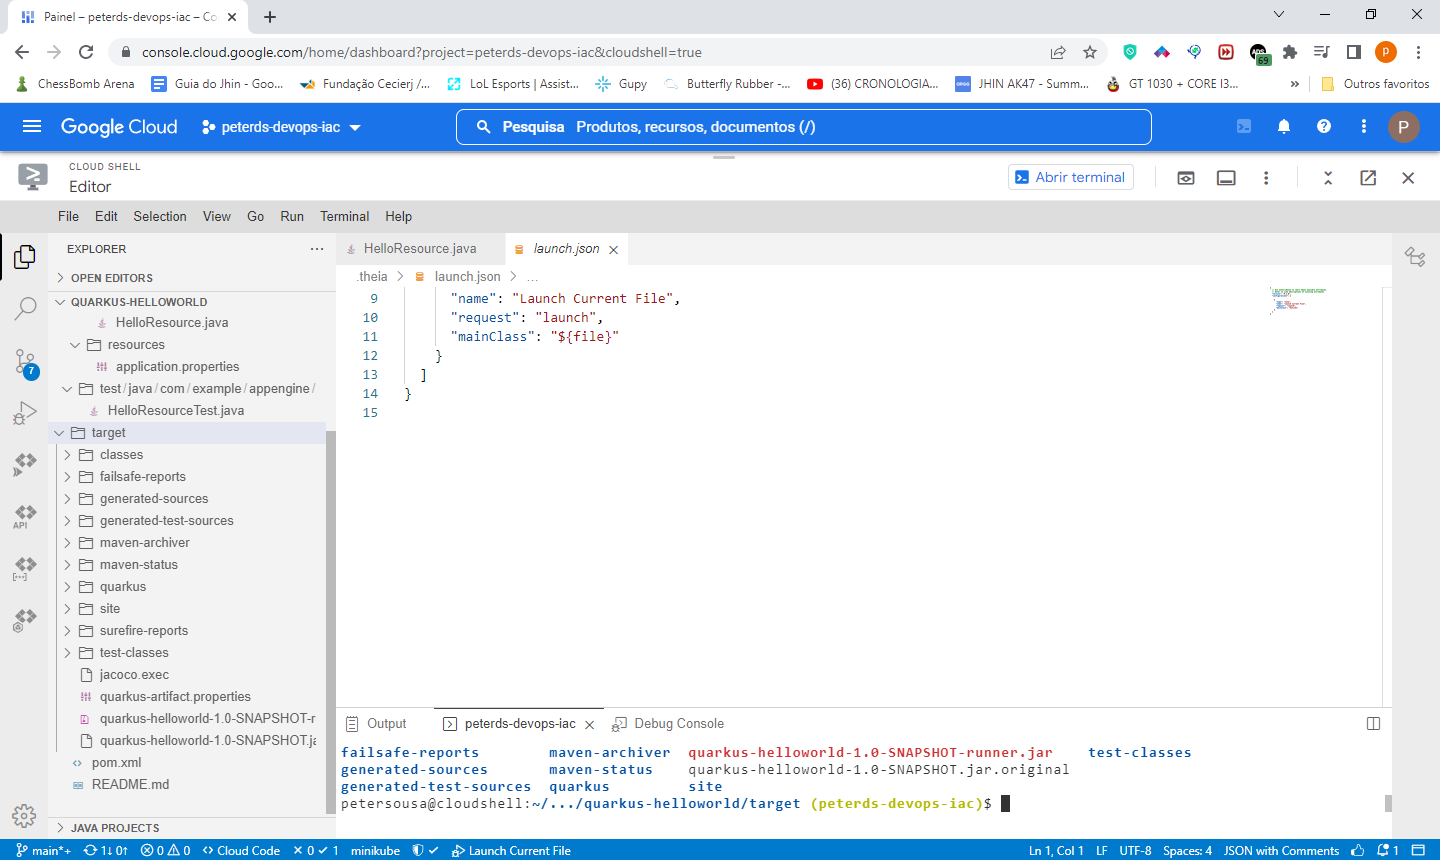 Painel – peterds-devops-iac – Co
console.cloud.google.com/home/dashboard?project=peterds-devops-iac&cloudshell=true
69
P
ChessBomb Arena
Guia do Jhin - Goo...
Fundação Cecierj /...
LoL Esports | Assist...
Gupy
Butterfly Rubber -...
(36) CRONOLOGIA...
JHIN AK47 - Summ...
GT 1030 + CORE I3...
»
Outros favoritos
Google Cloud
peterds-devops-iac
Pesquisa Produtos, recursos, documentos (/)
P
CLOUD SHELL
Editor
Abrir terminal
File Edit Selection View Go Run Terminal Help
EXPLORER
HelloResource.java
launch.json
OPEN EDITORS
.theia > launch.json > ...
QUARKUS-HELLOWORLD
HelloResource.java
resources
application.properties
test/java/com/example/appengine/
HelloResourceTest.java
target
classes
failsafe-reports
generated-sources
generated-test-sources
maven-archiver
maven-status
quarkus
site
surefire-reports
test-classes
jacoco.exec
quarkus-artifact.properties
quarkus-helloworld-1.0-SNAPSHOT-r
quarkus-helloworld-1.0-SNAPSHOT.ja
pom.xml
README.md
JAVA PROJECTS
7
API
9 "name": "Launch Current File",
10 "request": "launch",
11 "mainClass": "${file}"
12 }
13 ]
14 }
15
Output
peterds-devops-iac
Debug Console
failsafe-reports maven-archiver quarkus-helloworld-1.0-SNAPSHOT-runner.jar test-classes
generated-sources maven-status quarkus-helloworld-1.0-SNAPSHOT.jar.original
generated-test-sources quarkus site
petersousa@cloudshell:~/.../quarkus-helloworld/target (peterds-devops-iac)$
main*+ 1↓ 0↑ 0 0 Cloud Code 0 1 minikube Launch Current File Ln 1, Col 1 LF UTF-8 Spaces: 4 JSON with Comments 1